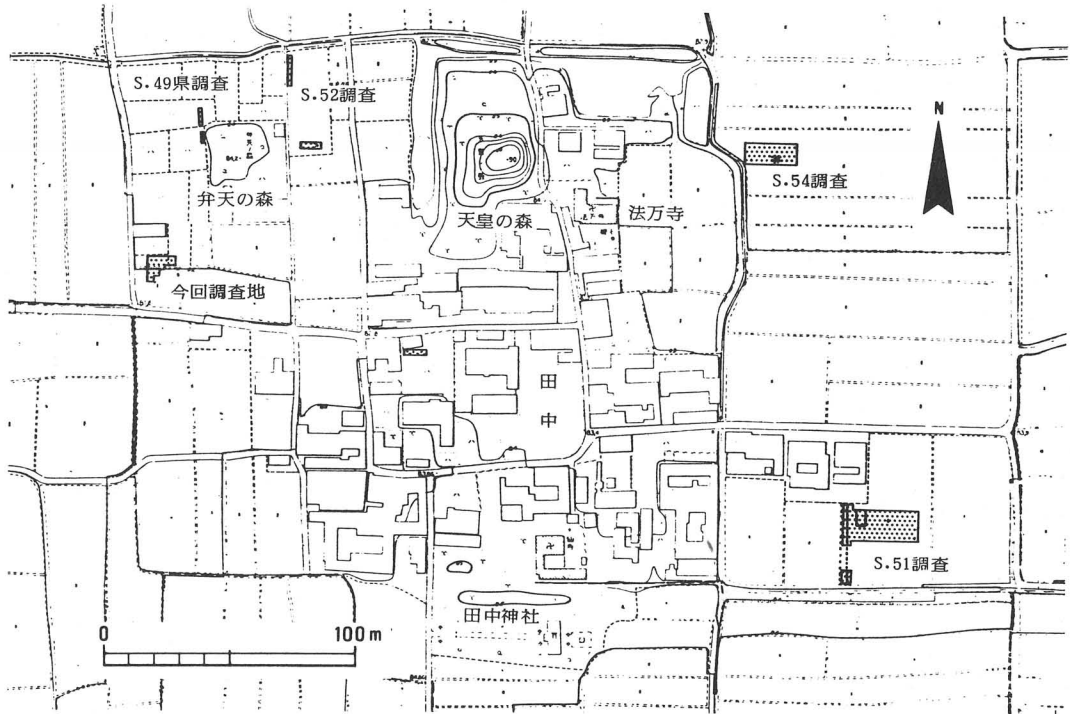 S.49県調査
S.52調査
N
S.54調査
弁天の森
天皇の森
法万寺
今回調査地
田
中
S.51調査
田中神社
0
100m